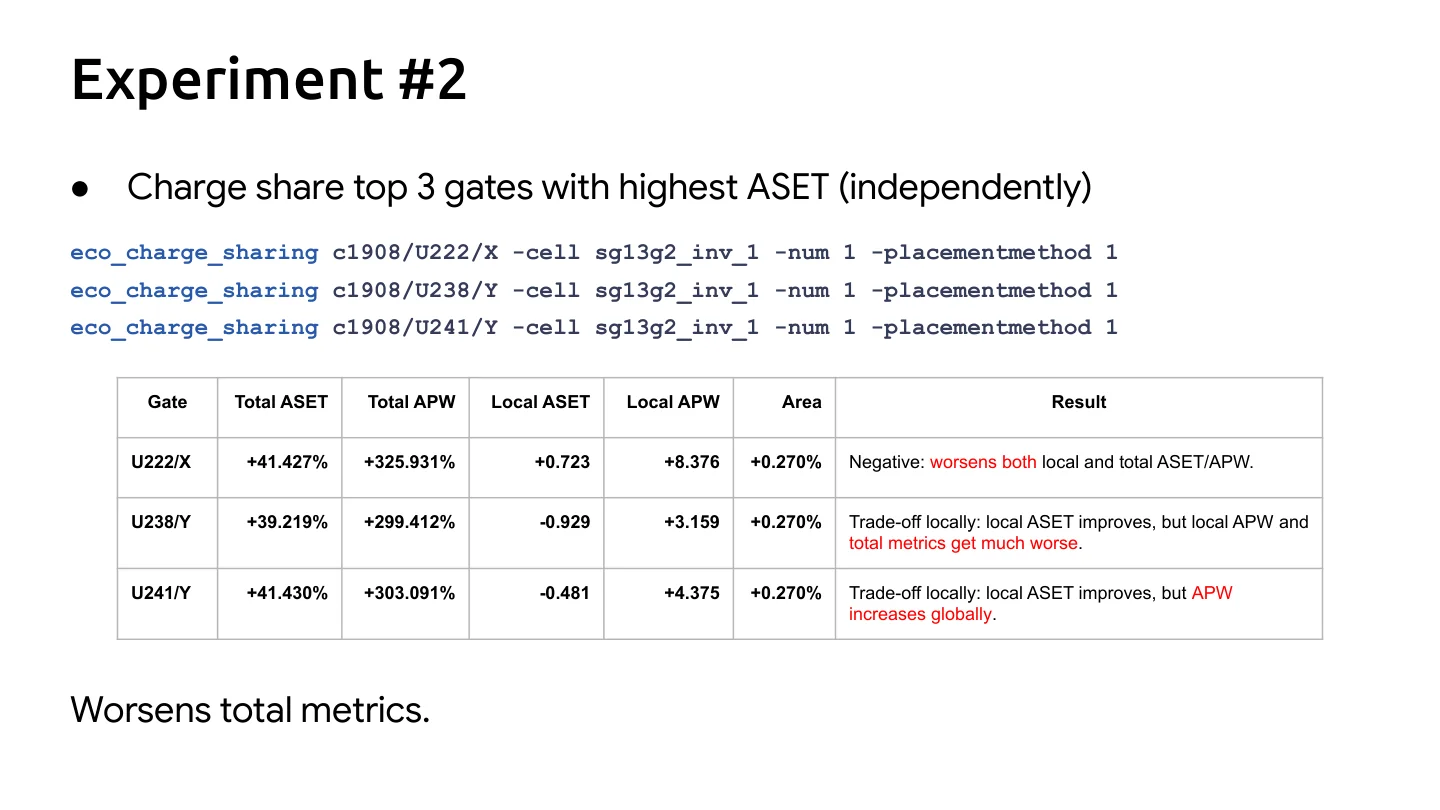 Experiment #2
● Charge share top 3 gates with highest ASET (independently)
eco_charge_sharing c1908/U222/X -cell sg13g2_inv_1 -num 1 -placementmethod 1
eco_charge_sharing c1908/U238/Y -cell sg13g2_inv_1 -num 1 -placementmethod 1
eco_charge_sharing c1908/U241/Y -cell sg13g2_inv_1 -num 1 -placementmethod 1
Gate Total ASET Total APW Local ASET Local APW Area Result
U222/X +41.427% +325.931% +0.723 +8.376 +0.270% Negative: worsens both local and total ASET/APW.
U238/Y +39.219% +299.412% -0.929 +3.159 +0.270% Trade-off locally: local ASET improves, but local APW and
total metrics get much worse.
U241/Y +41.430% +303.091% -0.481 +4.375 +0.270% Trade-off locally: local ASET improves, but APW
increases globally.
Worsens total metrics.